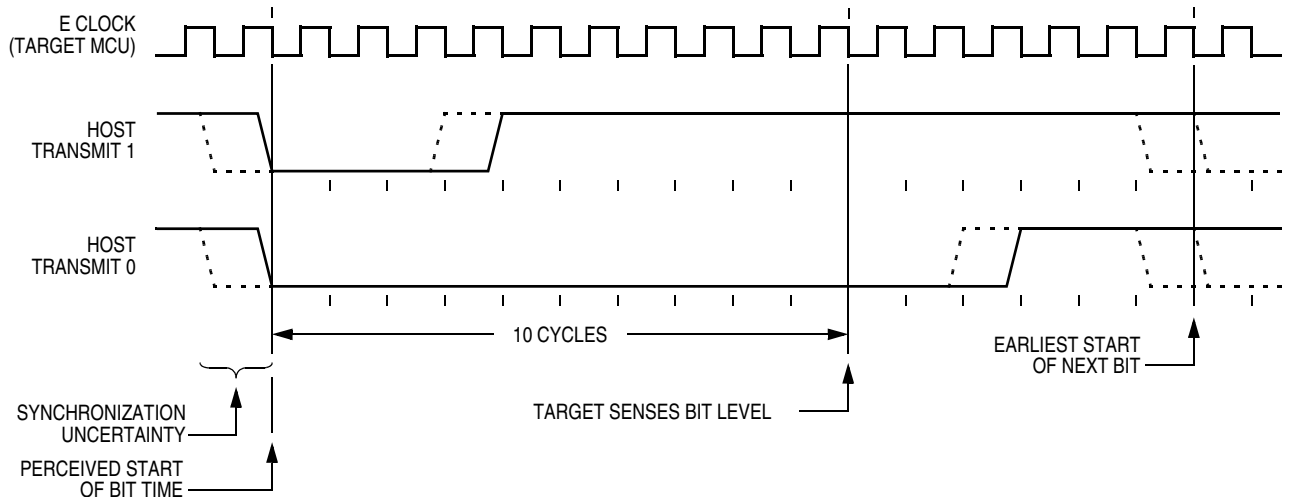 E CLOCK
(TARGET MCU)
HOST
TRANSMIT 1
HOST
TRANSMIT 0
10 CYCLES
EARLIEST START
OF NEXT BIT
TARGET SENSES BIT LEVEL
SYNCHRONIZATION
UNCERTAINTY
PERCEIVED START
OF BIT TIME